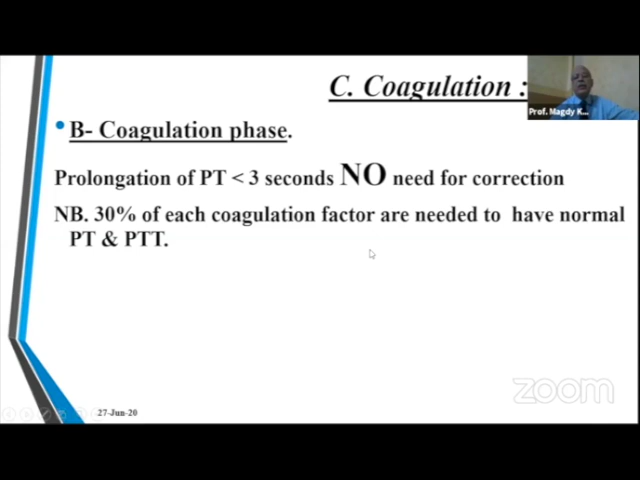 C. Coagulation :
Prof. Magdy K...
B- Coagulation phase.
Prolongation of PT < 3 seconds NO need for correction
NB. 30% of each coagulation factor are needed to have normal
PT & PTT.
zoom
27-Jun-20